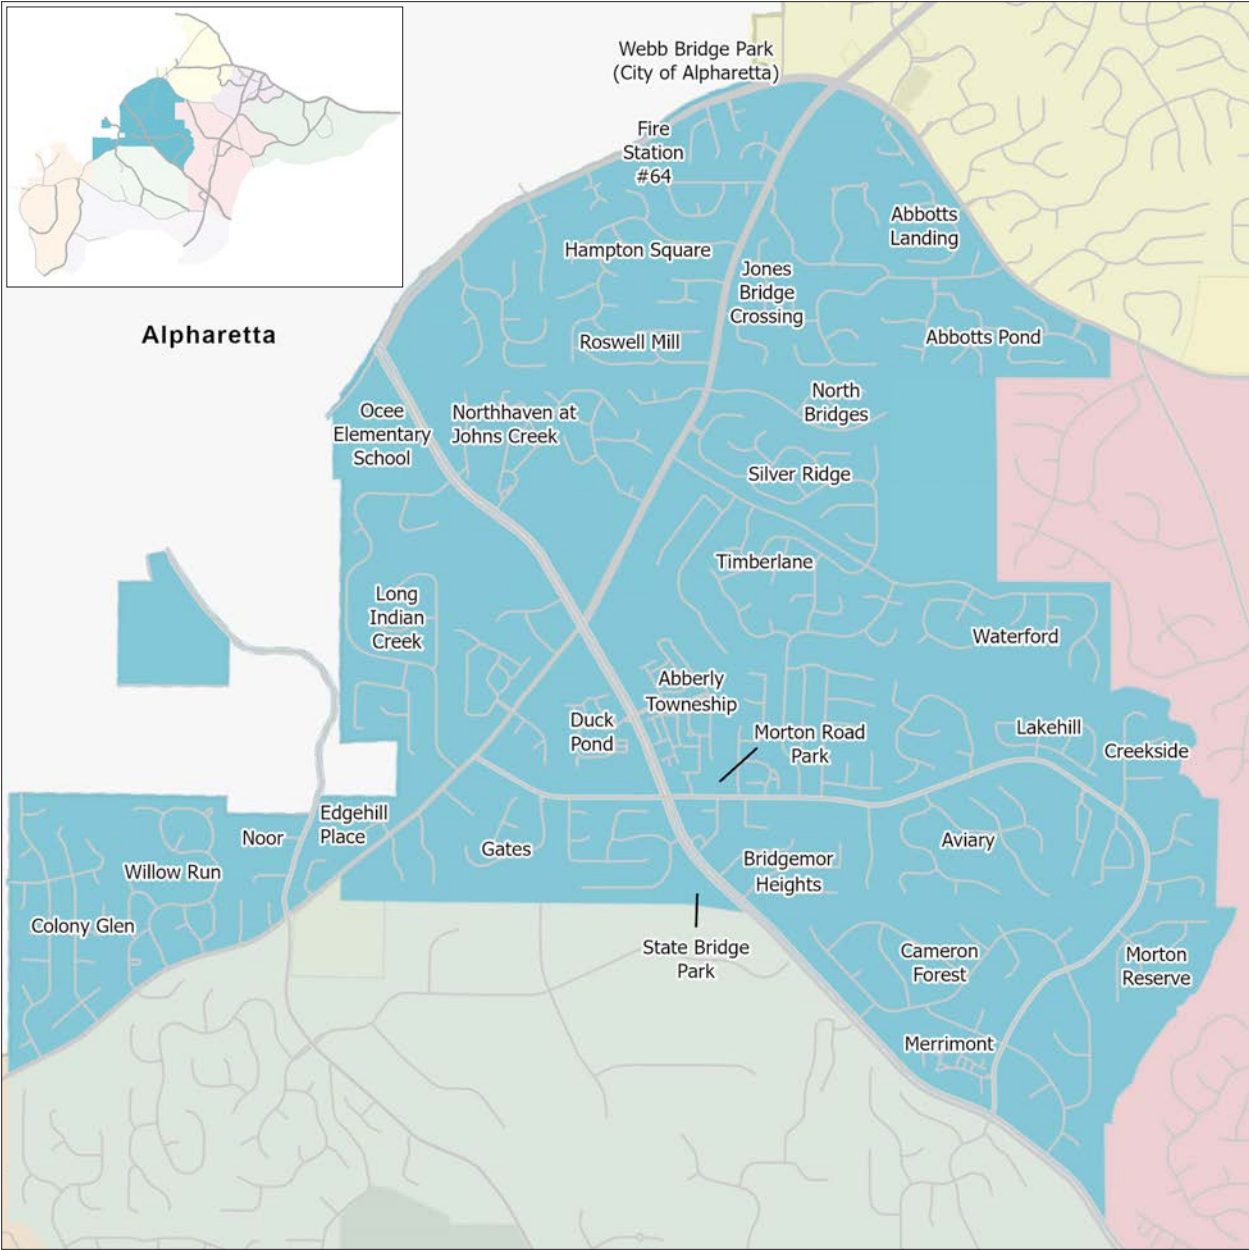 Webb Bridge Park
(City of Alpharetta)
Fire
Station
#64
Abbotts
Landing
Hampton Square
Jones
Bridge
Crossing
Alpharetta
Roswell Mill
Abbotts Pond
North
Bridges
Ocee
Elementary
School
Northhaven at
Johns Creek
Silver Ridge
Timberlane
Long
Indian
Creek
Waterford
Abberly
Towneship
Duck
Pond
Morton Road
Park
Lakehill
Creekside
Edgehill
Place
Noor
Gates
Aviary
Willow Run
Bridgemor
Heights
Colony Glen
State Bridge
Park
Cameron
Forest
Morton
Reserve
Merrimont